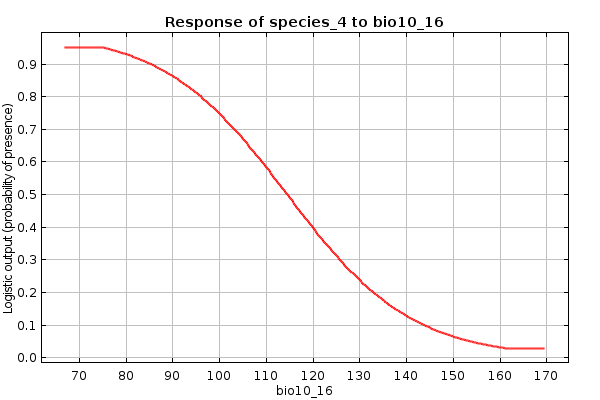 Response of species_4 to bio10_16
Logistic output (probability of presence)
0.9
0.8
0.7
0.6
0.5
0.4
0.3
0.2
0.1
0.0
70 80 90 100 110 120 130 140 150 160 170
bio10_16